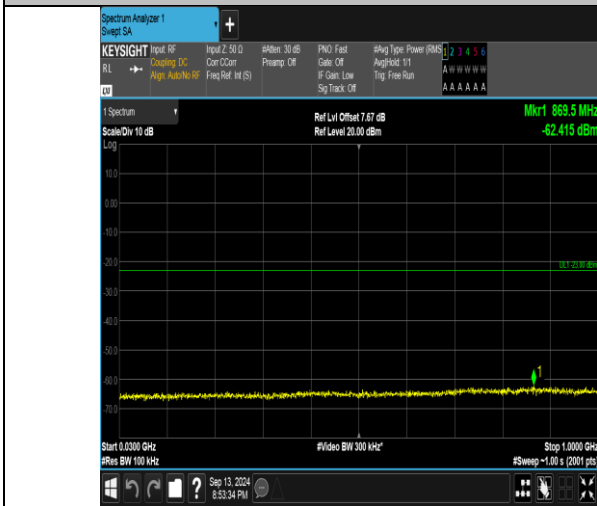 Spectrum Analyzer 1
Swept SA
+
KEYSIGHT
RL
Input: RF
Coupling: DC
Align: Auto/No RF
Input Z: 50 Ω
Corr CCorr
Freq Ref: Int (S)
#Atten: 30 dB
Preamp: Off
PNO: Fast
Gate: Off
IF Gain: Low
Sig Track: Off
#Avg Type: Power (RMS
Avg|Hold: 1/1
Trig: Free Run
1 2 3 4 5 6
A W W W W W
A A A A A A
1 Spectrum
Scale/Div 10 dB
Log
Ref Lvl Offset 7.67 dB
Ref Level 20.00 dBm
Mkr1 869.5 MHz
-62.415 dBm
10.0
0.00
-10.0
-20.0
DL1 -23.00 dBm
-30.0
-40.0
-50.0
-60.0
1
-70.0
Start 0.0300 GHz
#Res BW 100 kHz
#Video BW 300 kHz*
Stop 1.0000 GHz
#Sweep ~1.00 s (2001 pts)
?
Sep 13, 2024
8:53:34 PM